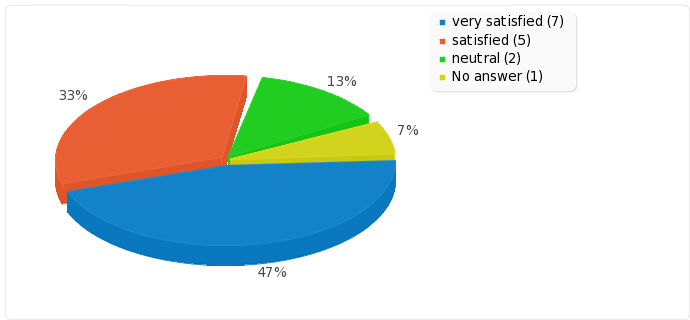 very satisfied (7)
satisfied (5)
neutral (2)
No answer (1)
33%
13%
7%
47%